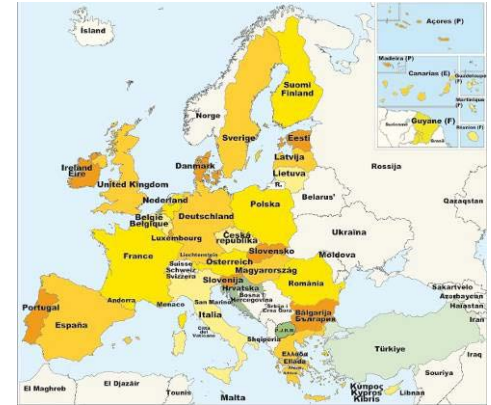 Ísland
Açores (P)
Madeira (P)
Canarias (E)
Guadeloupe
(F)
Martinique
(F)
Guyane (F)
Réunion (F)
Suomi
Finland
Norge
Sverige
Eesti
Latvija
Lietuva
R.
Rossija
Danmark
Ireland
Éire
United Kingdom
Nederland
België
Belgique
Deutschland
Polska
Belarus'
Qazaqstan
Luxembourg
Česká
republika
Ukraina
Slovensko
Moldova
France
Liechtenstein
Suisse
Schweiz
Svizzera
Österreich
Magyarország
Slovenija
Hrvatska
România
Bosna i
Hercegovina
Srbija i
Crna Gora
Sakartvelo
Azərbaycan
Haïastan
Iran
Portugal
España
Andorra
Monaco
San Marino
Italia
Città
del
Vaticano
Bălgarija
България
Shqipëria
Türkiye
Ελλάδα
Ellada
Iraq
Souriya
Κύπρος
Kypros
Kibris
Libnan
El Maghreb
El Djazâir
Tounis
Malta